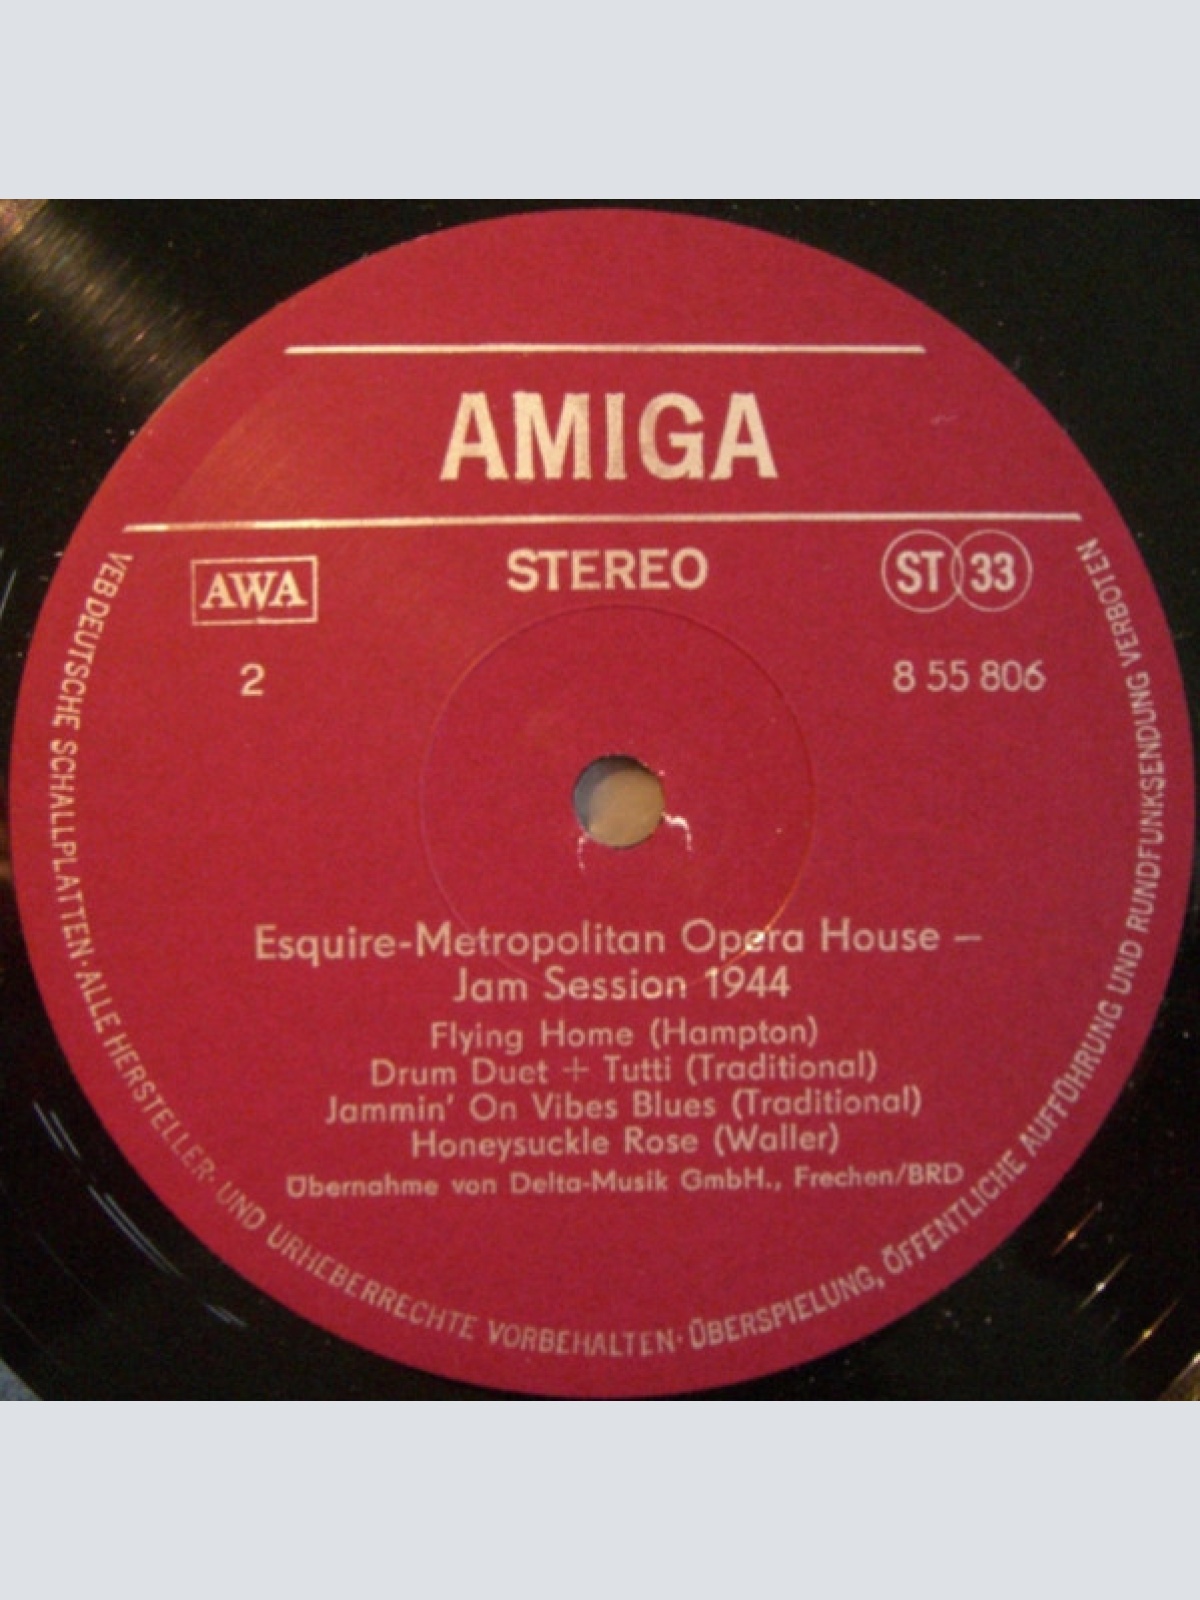 AMIGA
AWA
STEREO
ST 33
2
8 55 806
Esquire-Metropolitan Opera House –
Jam Session 1944
Flying Home (Hampton)
Drum Duet + Tutti (Traditional)
Jammin' On Vibes Blues (Traditional)
Honeysuckle Rose (Waller)
Übernahme von Delta-Musik GmbH., Frechen/BRD
VEB DEUTSCHE SCHALLPLATTEN · ALLE HERSTELLER- UND URHEBERRECHTE VORBEHALTEN · ÜBERSPIELUNG, ÖFFENTLICHE AUFFÜHRUNG UND RUNDFUNKSENDUNG VERBOTEN